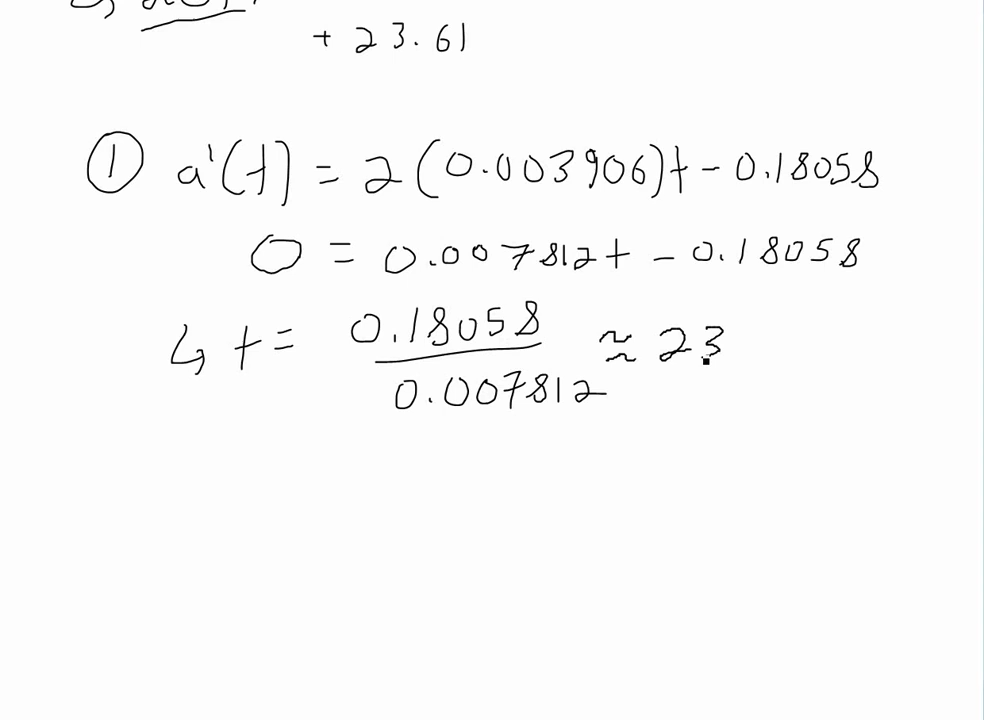 + 23.61
① a'(t) = 2(0.003906)t - 0.18058
0 = 0.007812t - 0.18058
↳ t = 0.18058/0.007812 ≈ 23.